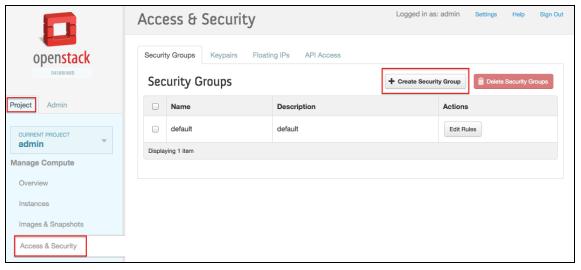 Access & Security
Logged in as: admin Settings Help Sign Out
openstack
DASHBOARD
Project Admin
CURRENT PROJECT
admin
Manage Compute
Overview
Instances
Images & Snapshots
Access & Security
Security Groups Keypairs Floating IPs API Access
Security Groups
+ Create Security Group Delete Security Groups
Name Description Actions
default default Edit Rules
Displaying 1 item